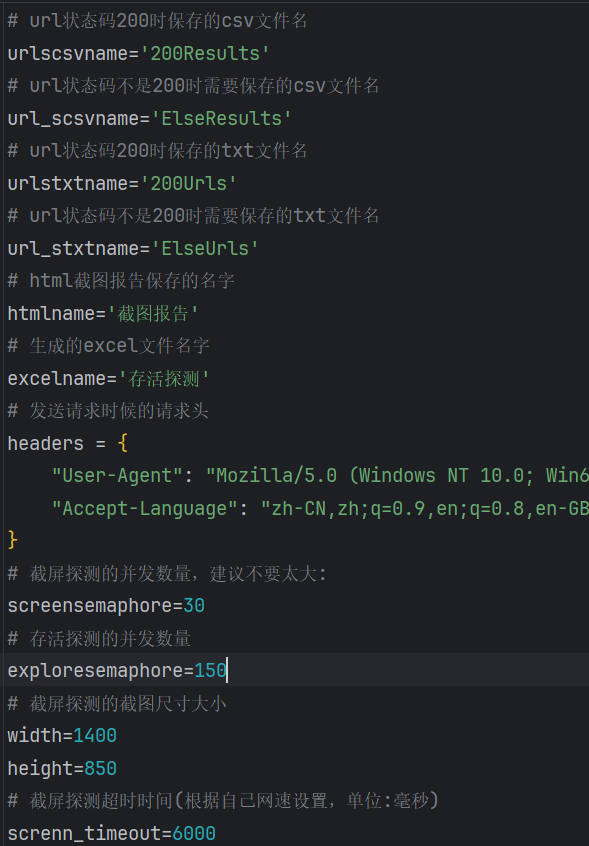 # url状态码200时保存的csv文件名
urlscsvname='200Results'
# url状态码不是200时需要保存的csv文件名
url_scsvname='ElseResults'
# url状态码200时保存的txt文件名
urlstxtname='200Urls'
# url状态码不是200时需要保存的txt文件名
url_stxtname='ElseUrls'
# html截图报告保存的名字
htmlname='截图报告'
# 生成的excel文件名字
excelname='存活探测'
# 发送请求时候的请求头
headers = {
"User-Agent": "Mozilla/5.0 (Windows NT 10.0; Win6
"Accept-Language": "zh-CN,zh;q=0.9,en;q=0.8,en-GB
}
# 截屏探测的并发数量，建议不要太大:
screensemaphore=30
# 存活探测的并发数量
exploresemaphore=150
# 截屏探测的截图尺寸大小
width=1400
height=850
# 截屏探测超时时间(根据自己网速设置，单位:毫秒)
screnn_timeout=6000